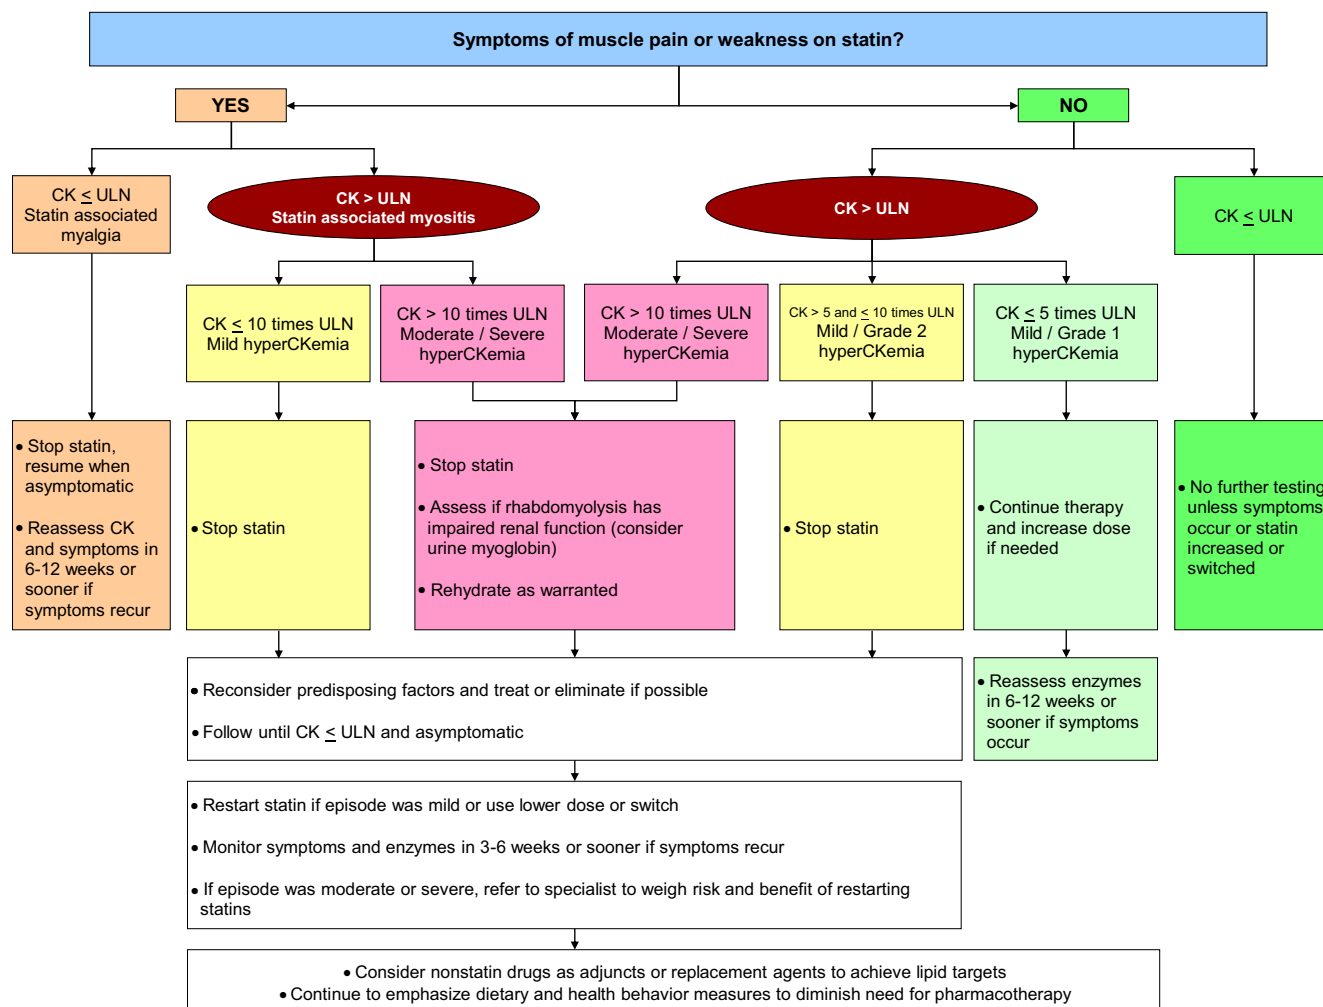 Symptoms of muscle pain or weakness on statin?
YES
NO
CK ≤ ULN
Statin associated
myalgia
CK > ULN
Statin associated myositis
CK > ULN
CK ≤ ULN
CK ≤ 10 times ULN
Mild hyperCKemia
CK > 10 times ULN
Moderate / Severe
hyperCKemia
CK > 10 times ULN
Moderate / Severe
hyperCKemia
CK > 5 and ≤ 10 times ULN
Mild / Grade 2
hyperCKemia
CK ≤ 5 times ULN
Mild / Grade 1
hyperCKemia
• Stop statin,
resume when
asymptomatic
• Reassess CK
and symptoms in
6-12 weeks or
sooner if
symptoms recur
• Stop statin
• Stop statin
• Assess if rhabdomyolysis has
impaired renal function (consider
urine myoglobin)
• Rehydrate as warranted
• Stop statin
• Continue therapy
and increase dose
if needed
• No further testing
unless symptoms
occur or statin
increased or
switched
• Reconsider predisposing factors and treat or eliminate if possible
• Follow until CK ≤ ULN and asymptomatic
• Reassess enzymes
in 6-12 weeks or
sooner if symptoms
occur
• Restart statin if episode was mild or use lower dose or switch
• Monitor symptoms and enzymes in 3-6 weeks or sooner if symptoms recur
• If episode was moderate or severe, refer to specialist to weigh risk and benefit of restarting
statins
• Consider nonstatin drugs as adjuncts or replacement agents to achieve lipid targets
• Continue to emphasize dietary and health behavior measures to diminish need for pharmacotherapy